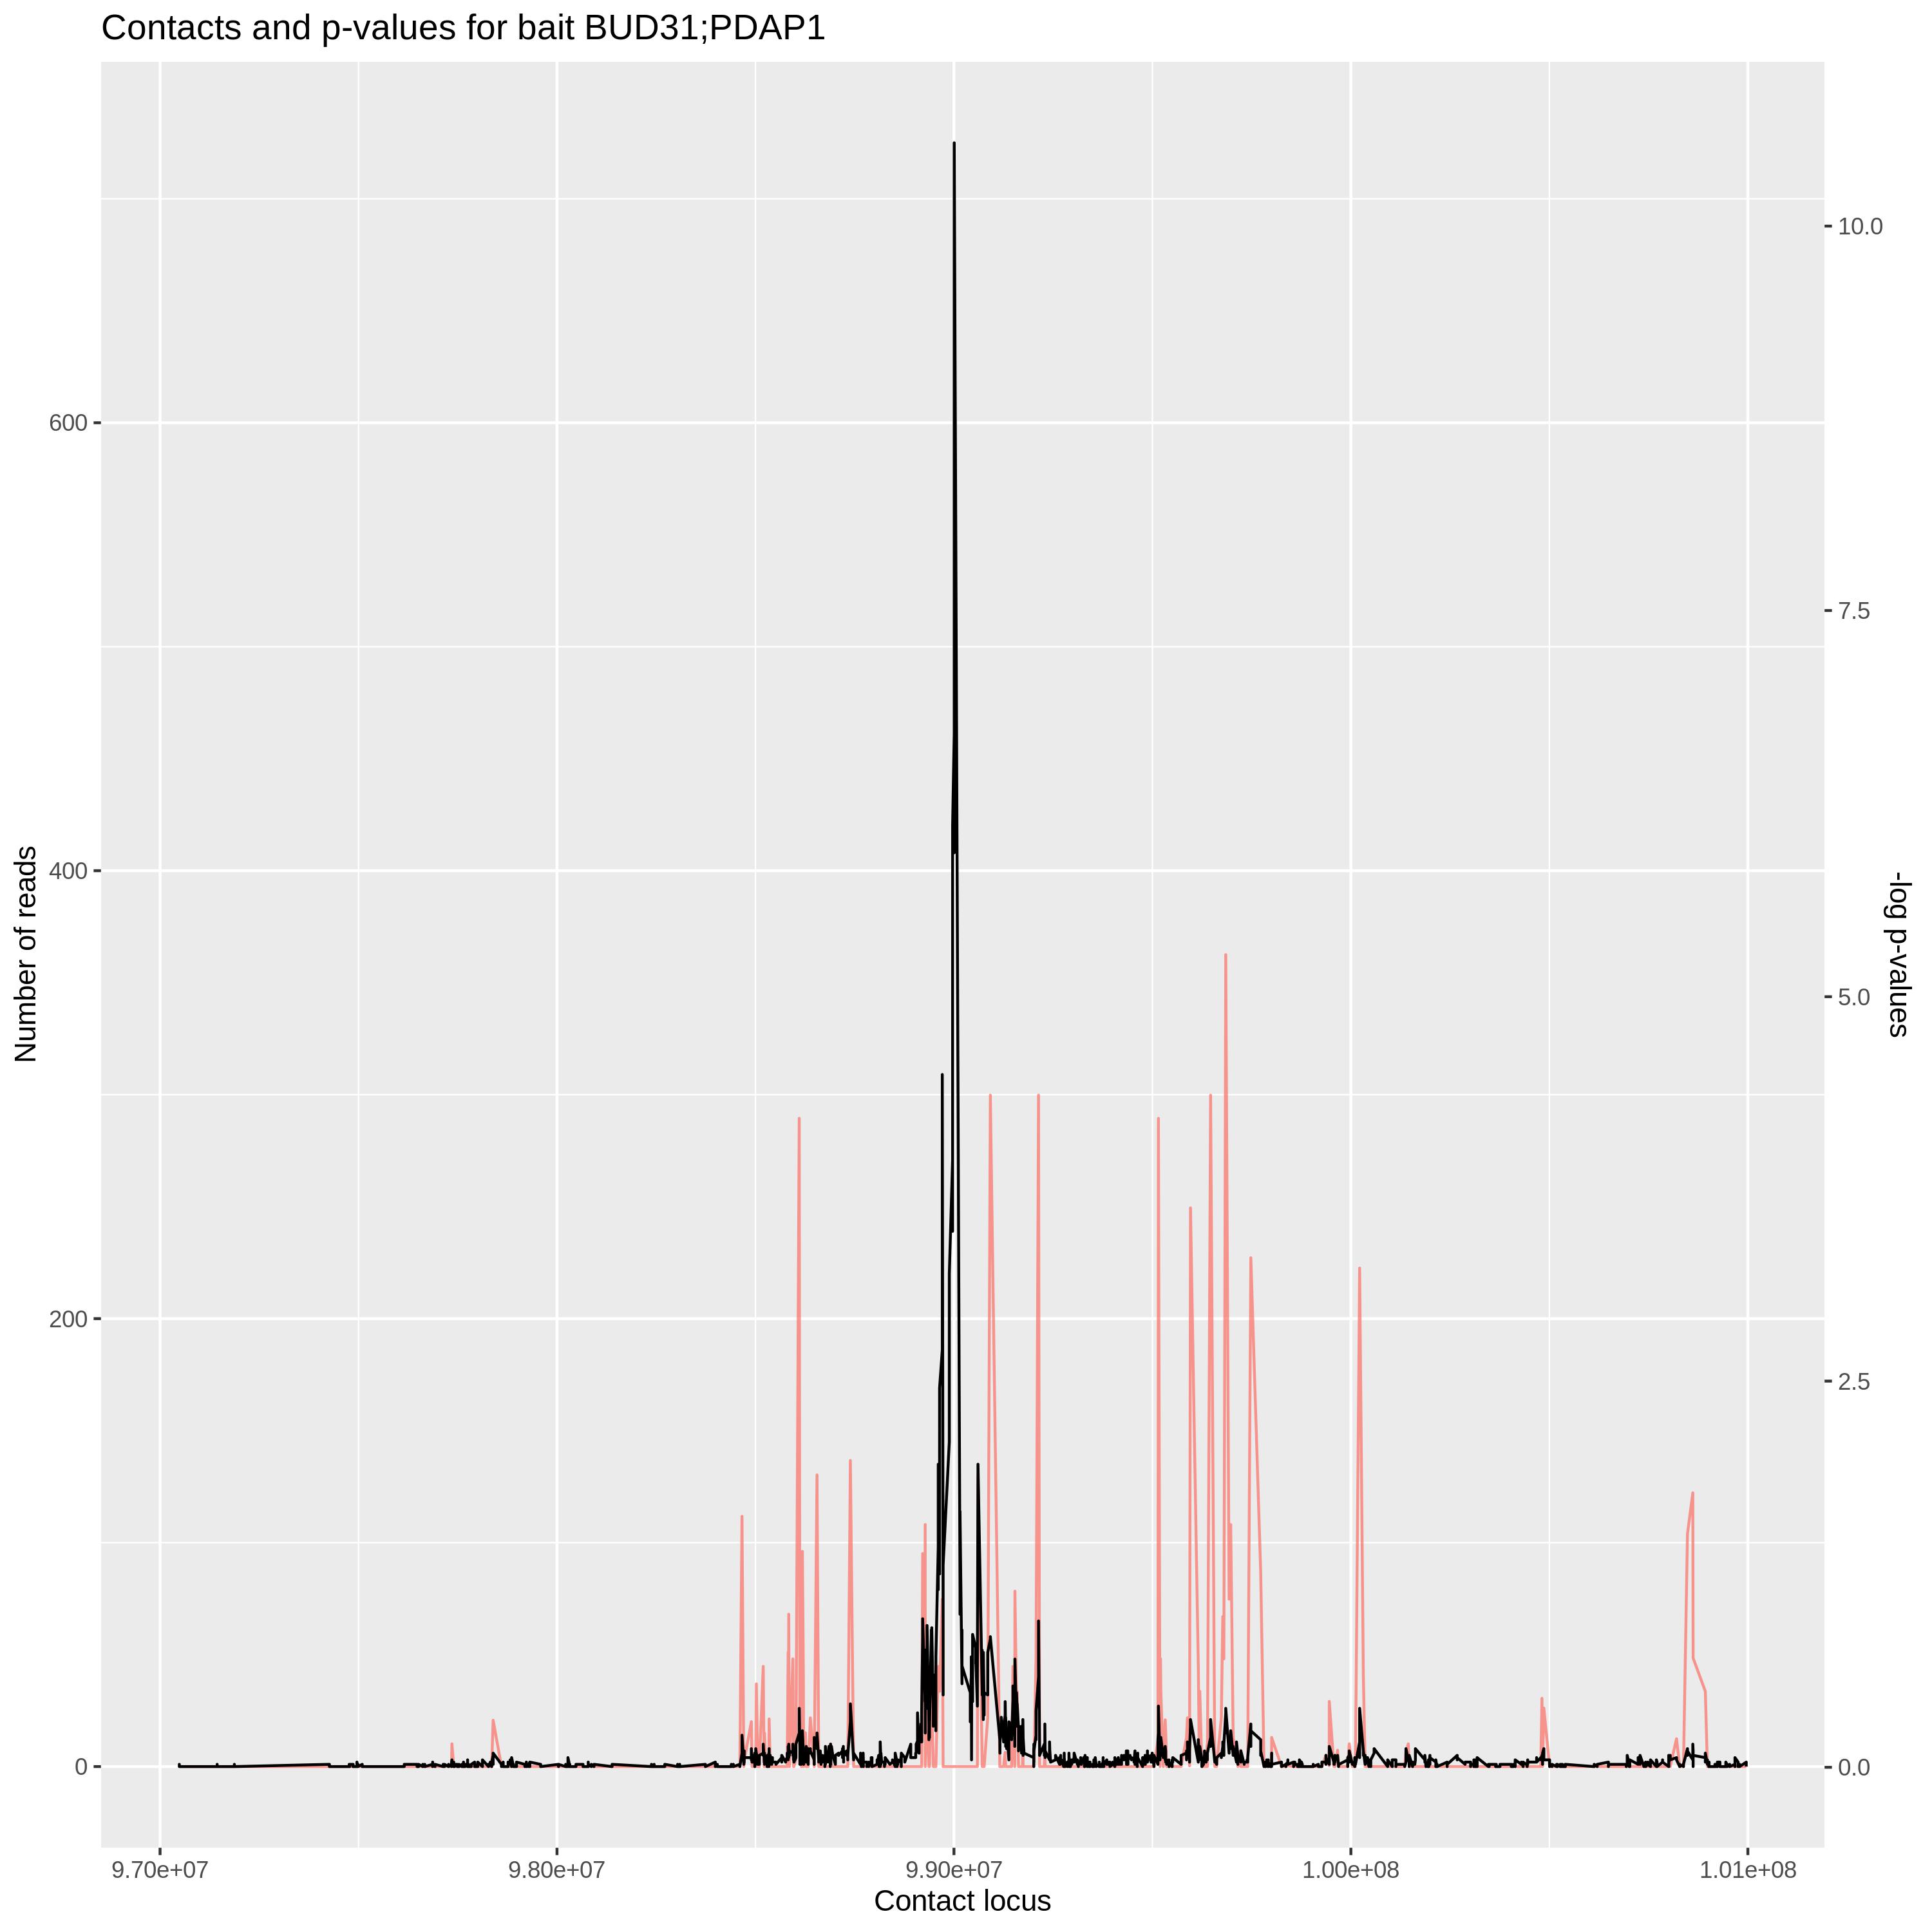 Contacts and p-values for bait BUD31;PDAP1
Number of reads
600
400
200
0
10.0
7.5
5.0
2.5
0.0
-log p-values
9.70e+07 9.80e+07 9.90e+07 1.00e+08 1.01e+08
Contact locus